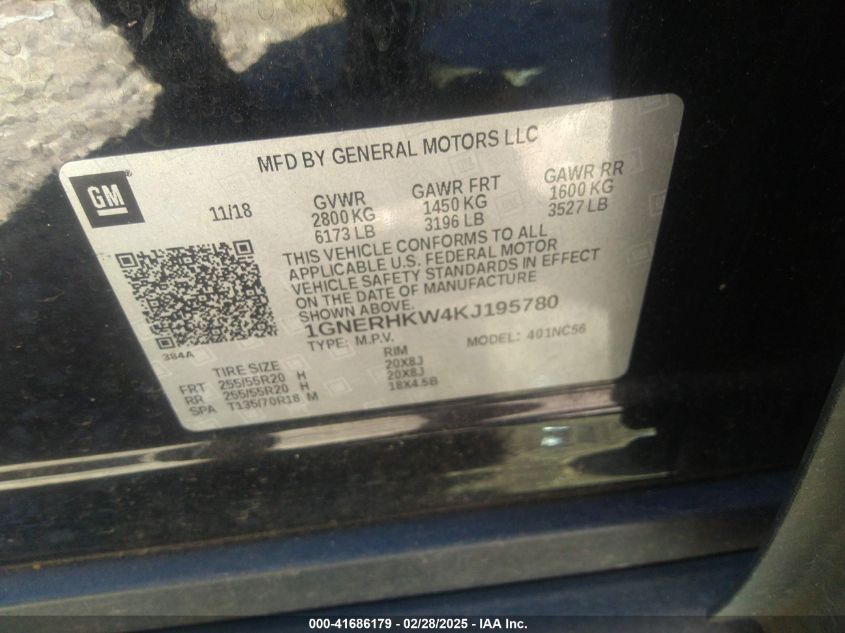 MFD BY GENERAL MOTORS LLC
GM
11/18
GVWR
2800 KG
6173 LB
GAWR FRT
1450 KG
3196 LB
GAWR RR
1600 KG
3527 LB
THIS VEHICLE CONFORMS TO ALL
APPLICABLE U.S. FEDERAL MOTOR
VEHICLE SAFETY STANDARDS IN EFFECT
ON THE DATE OF MANUFACTURE
SHOWN ABOVE.
1GNERHKW4KJ195780
TYPE: M.P.V. MODEL: 401NC56
384A
TIRE SIZE RIM
FRT 255/55R20 H 20X8J
RR 255/55R20 H 20X8J
SPA T135/70R18 M 18X4.5B
000-41686179 - 02/28/2025 - IAA Inc.